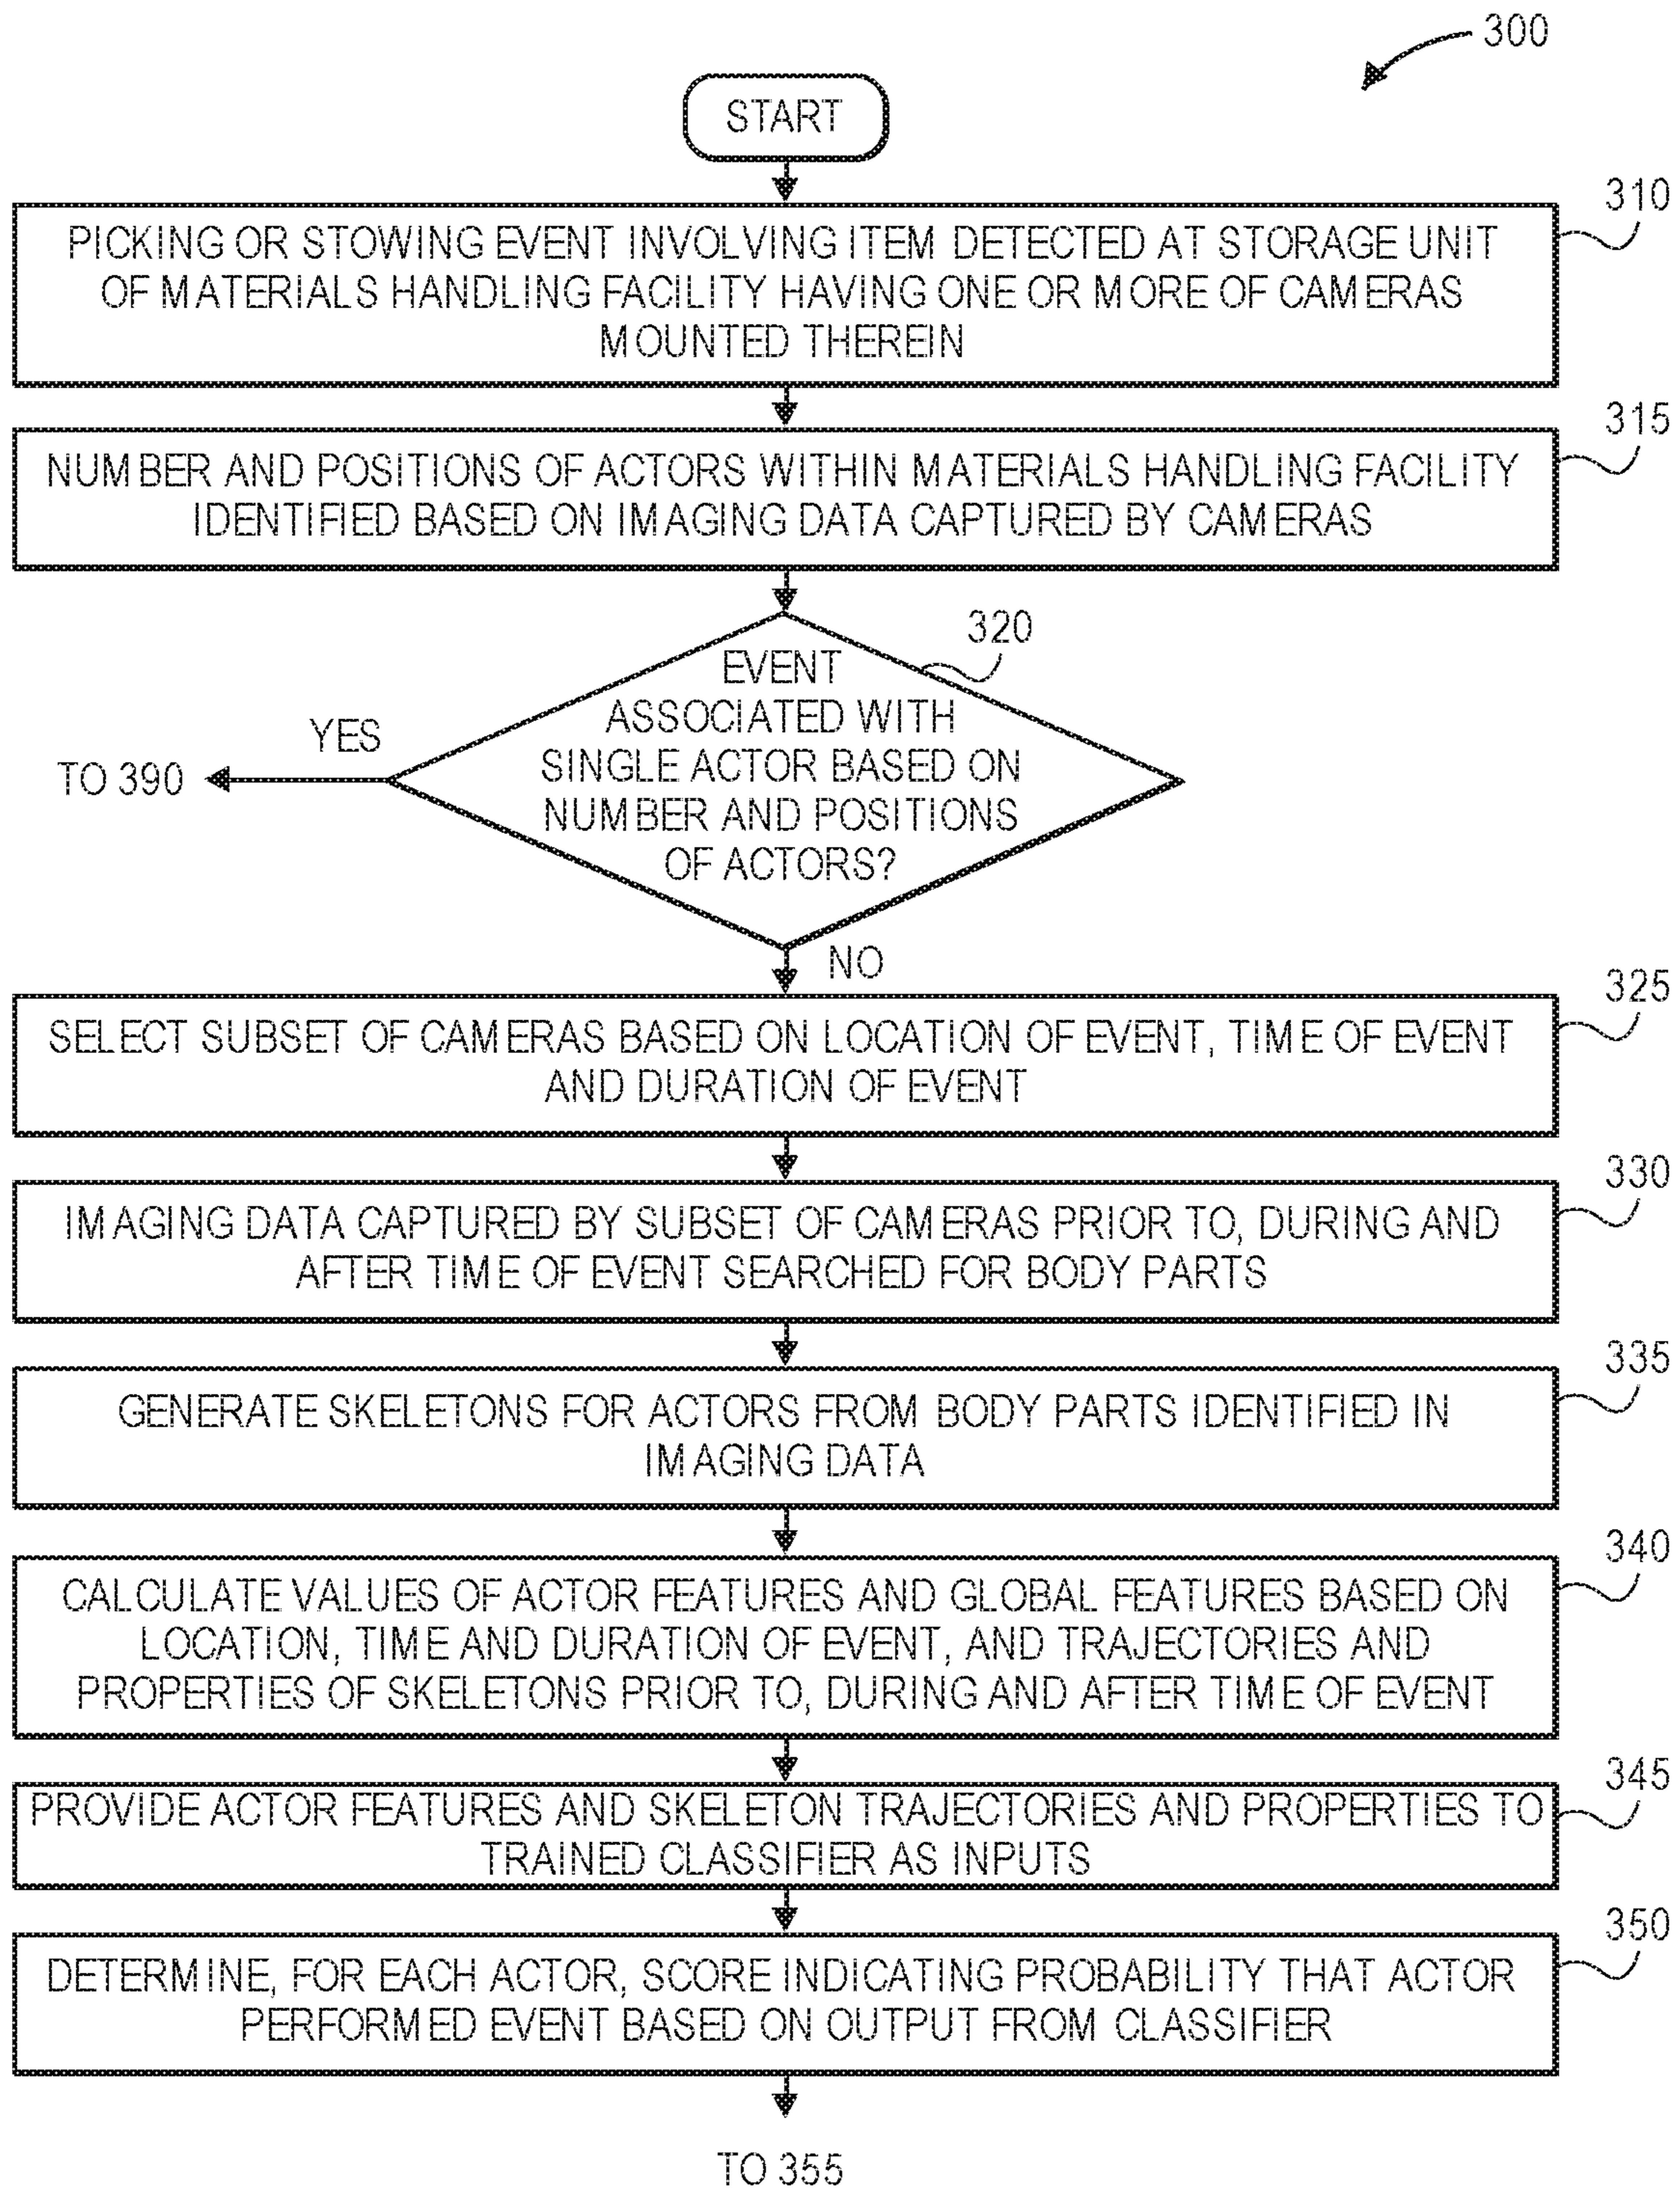 300
START
310
PICKING OR STOWING EVENT INVOLVING ITEM DETECTED AT STORAGE UNIT
OF MATERIALS HANDLING FACILITY HAVING ONE OR MORE OF CAMERAS
MOUNTED THEREIN
315
NUMBER AND POSITIONS OF ACTORS WITHIN MATERIALS HANDLING FACILITY
IDENTIFIED BASED ON IMAGING DATA CAPTURED BY CAMERAS
320
EVENT
ASSOCIATED WITH
SINGLE ACTOR BASED ON
NUMBER AND POSITIONS
OF ACTORS?
YES
TO 390
NO
325
SELECT SUBSET OF CAMERAS BASED ON LOCATION OF EVENT, TIME OF EVENT
AND DURATION OF EVENT
330
IMAGING DATA CAPTURED BY SUBSET OF CAMERAS PRIOR TO, DURING AND
AFTER TIME OF EVENT SEARCHED FOR BODY PARTS
335
GENERATE SKELETONS FOR ACTORS FROM BODY PARTS IDENTIFIED IN
IMAGING DATA
340
CALCULATE VALUES OF ACTOR FEATURES AND GLOBAL FEATURES BASED ON
LOCATION, TIME AND DURATION OF EVENT, AND TRAJECTORIES AND
PROPERTIES OF SKELETONS PRIOR TO, DURING AND AFTER TIME OF EVENT
345
PROVIDE ACTOR FEATURES AND SKELETON TRAJECTORIES AND PROPERTIES TO
TRAINED CLASSIFIER AS INPUTS
350
DETERMINE, FOR EACH ACTOR, SCORE INDICATING PROBABILITY THAT ACTOR
PERFORMED EVENT BASED ON OUTPUT FROM CLASSIFIER
TO 355